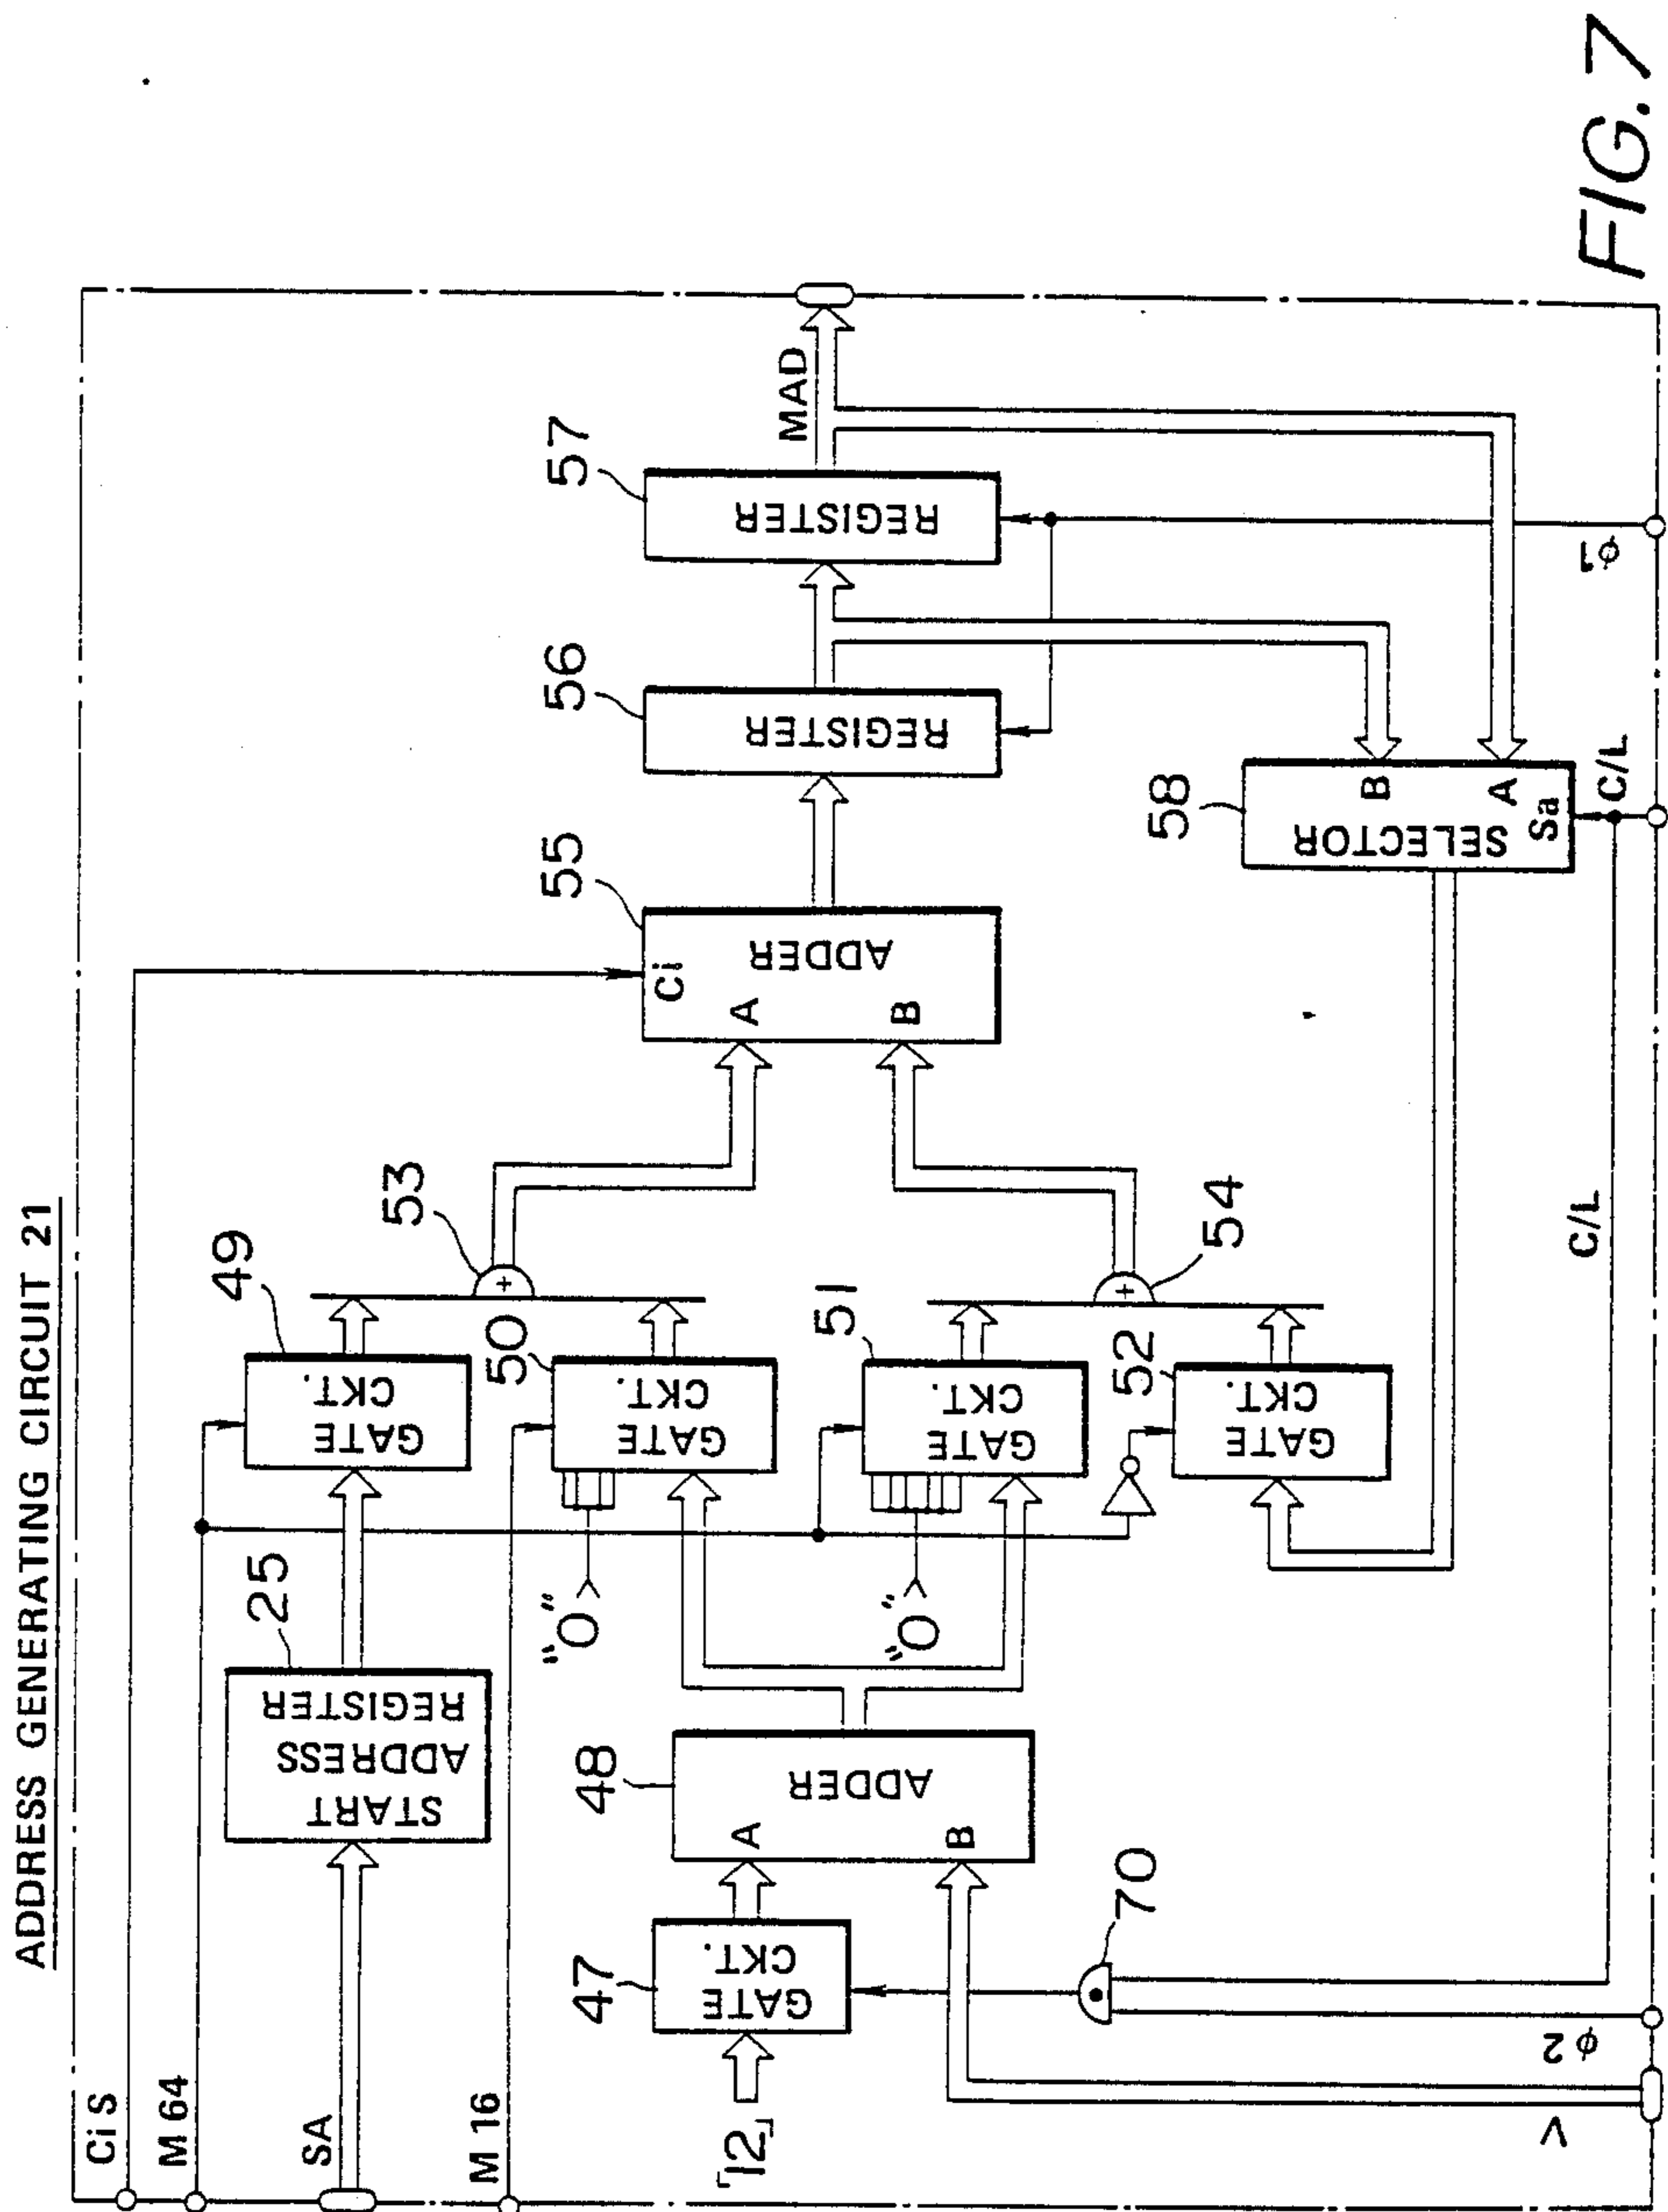 ADDRESS GENERATING CIRCUIT 21
Ci S
M 64
SA
M 16
START
ADDRESS
REGISTER
25
GATE
CKT.
49
GATE
CKT.
50
"0"
GATE
CKT.
51
"0"
GATE
CKT.
52
「12」
GATE
CKT.
47
A
B
ADDER
48
70
V
φ2
53
+
54
+
Ci
A
B
ADDER
55
REGISTER
56
REGISTER
57
MAD
SELECTOR
B
A
Sa
58
C/L
C/L
φ1
FIG. 7